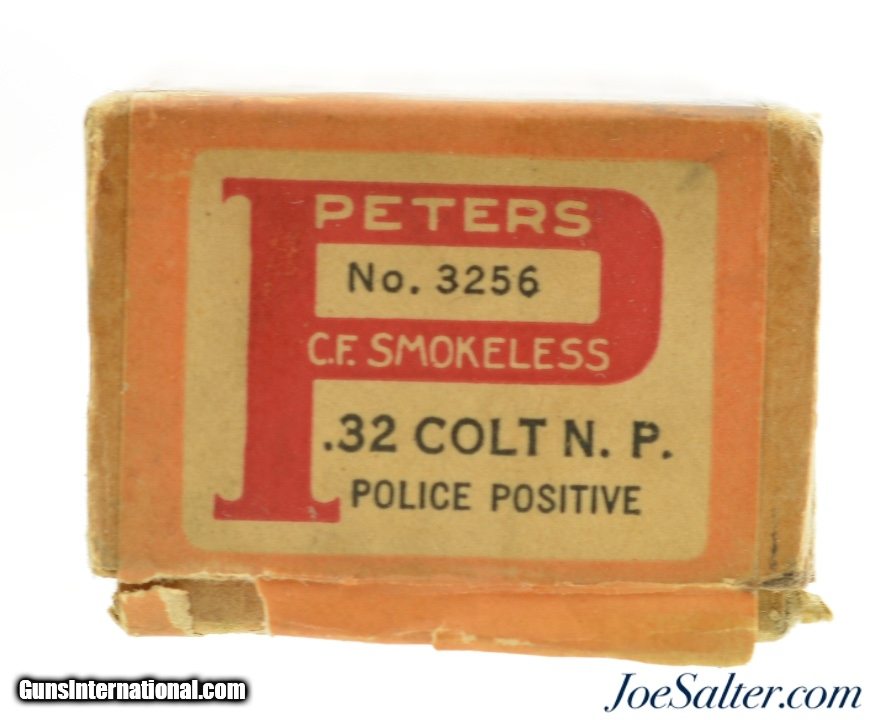 PETERS
No. 3256
C.F. SMOKELESS
.32 COLT N. P.
POLICE POSITIVE
GunsInternational.com
JoeSalter.com